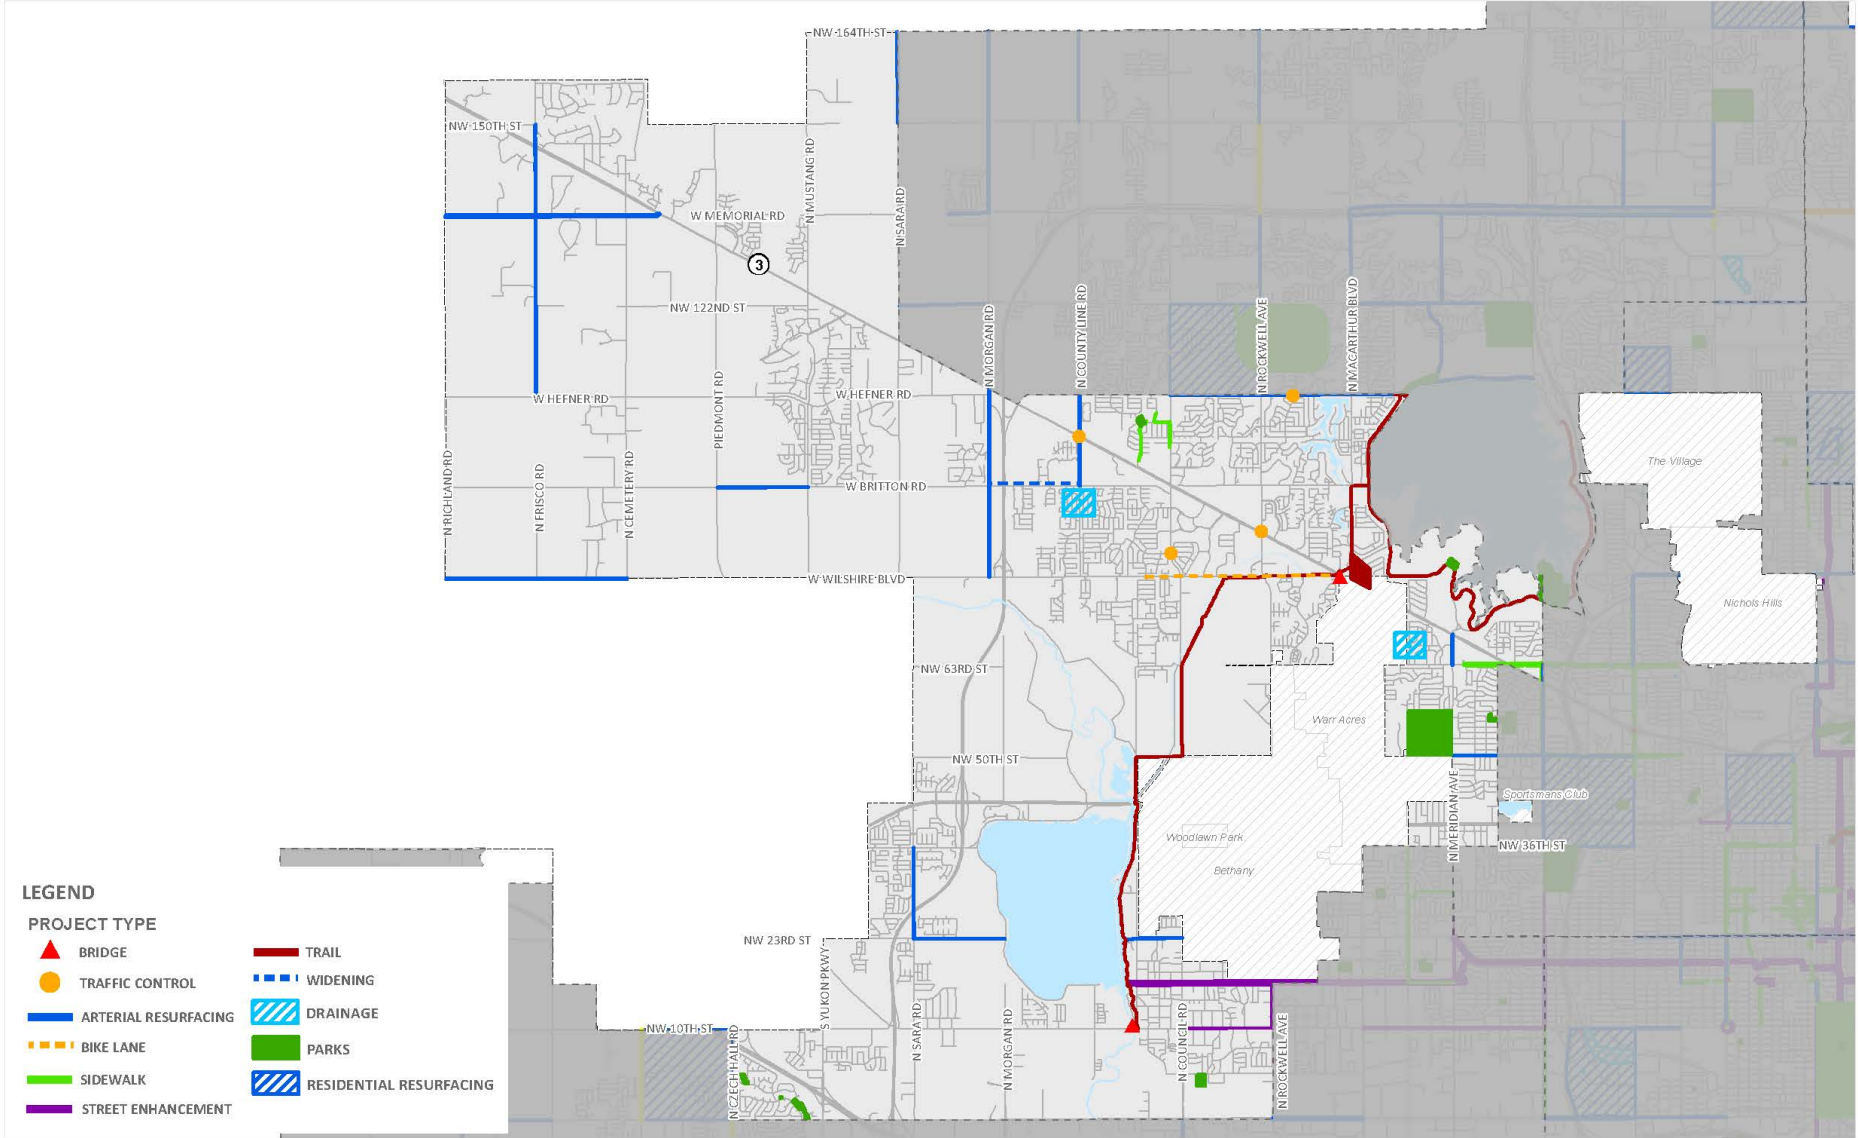 NW 164TH ST
NW 150TH ST
N MUSTANG RD
N SARA RD
W MEMORIAL RD
3
NW 122ND ST
N MORGAN RD
N COUNTY LINE RD
N ROCKWELL AVE
N MACARTHUR BLVD
W HEFNER RD
W HEFNER RD
PIEDMONT RD
N RICHLAND RD
N FRISCO RD
N CEMETERY RD
W BRITTON RD
The Village
W WILSHIRE BLVD
Nichols Hills
NW 63RD ST
Warr Acres
NW 50TH ST
Sportsmans Club
N MERIDIAN AVE
Woodlawn Park
NW 36TH ST
Bethany
NW 23RD ST
S YUKON PKWY
NW 10TH ST
N CZECH HALL RD
N SARA RD
N MORGAN RD
N COUNCIL RD
N ROCKWELL AVE
LEGEND
PROJECT TYPE
BRIDGE
TRAFFIC CONTROL
ARTERIAL RESURFACING
BIKE LANE
SIDEWALK
STREET ENHANCEMENT
TRAIL
WIDENING
DRAINAGE
PARKS
RESIDENTIAL RESURFACING